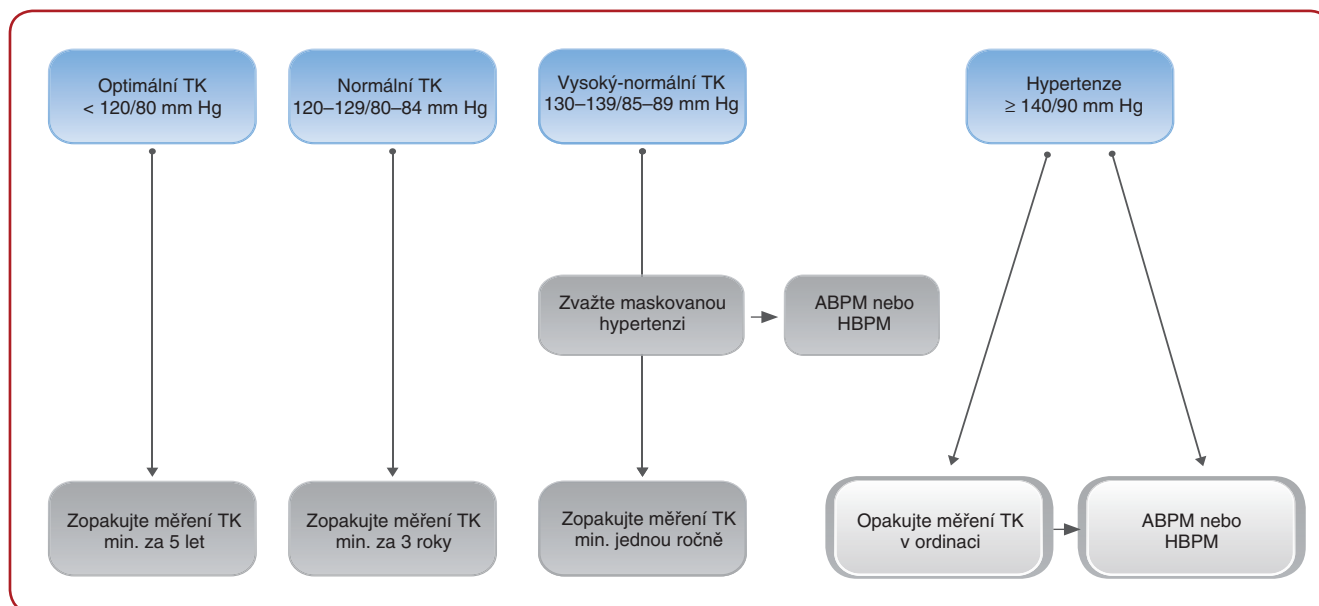 Optimální TK
< 120/80 mm Hg
Normální TK
120–129/80–84 mm Hg
Vysoký-normální TK
130–139/85–89 mm Hg
Hypertenze
≥ 140/90 mm Hg
Zvažte maskovanou
hypertenzi
ABPM nebo
HBPM
Zopakujte měření TK
min. za 5 let
Zopakujte měření TK
min. za 3 roky
Zopakujte měření TK
min. jednou ročně
Opakujte měření TK
v ordinaci
ABPM nebo
HBPM